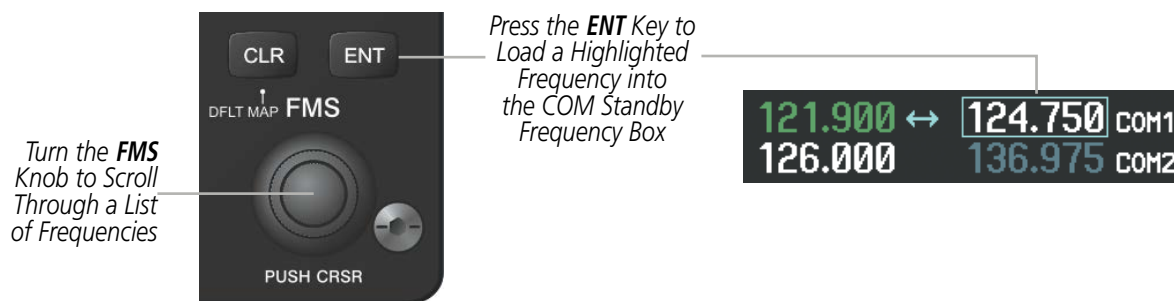 Press the ENT Key to
Load a Highlighted
Frequency into
the COM Standby
Frequency Box
CLR
ENT
DFLT MAP
FMS
Turn the FMS
Knob to Scroll
Through a List
of Frequencies
PUSH CRSR
121.900 ↔ 124.750 COM1
126.000 136.975 COM2